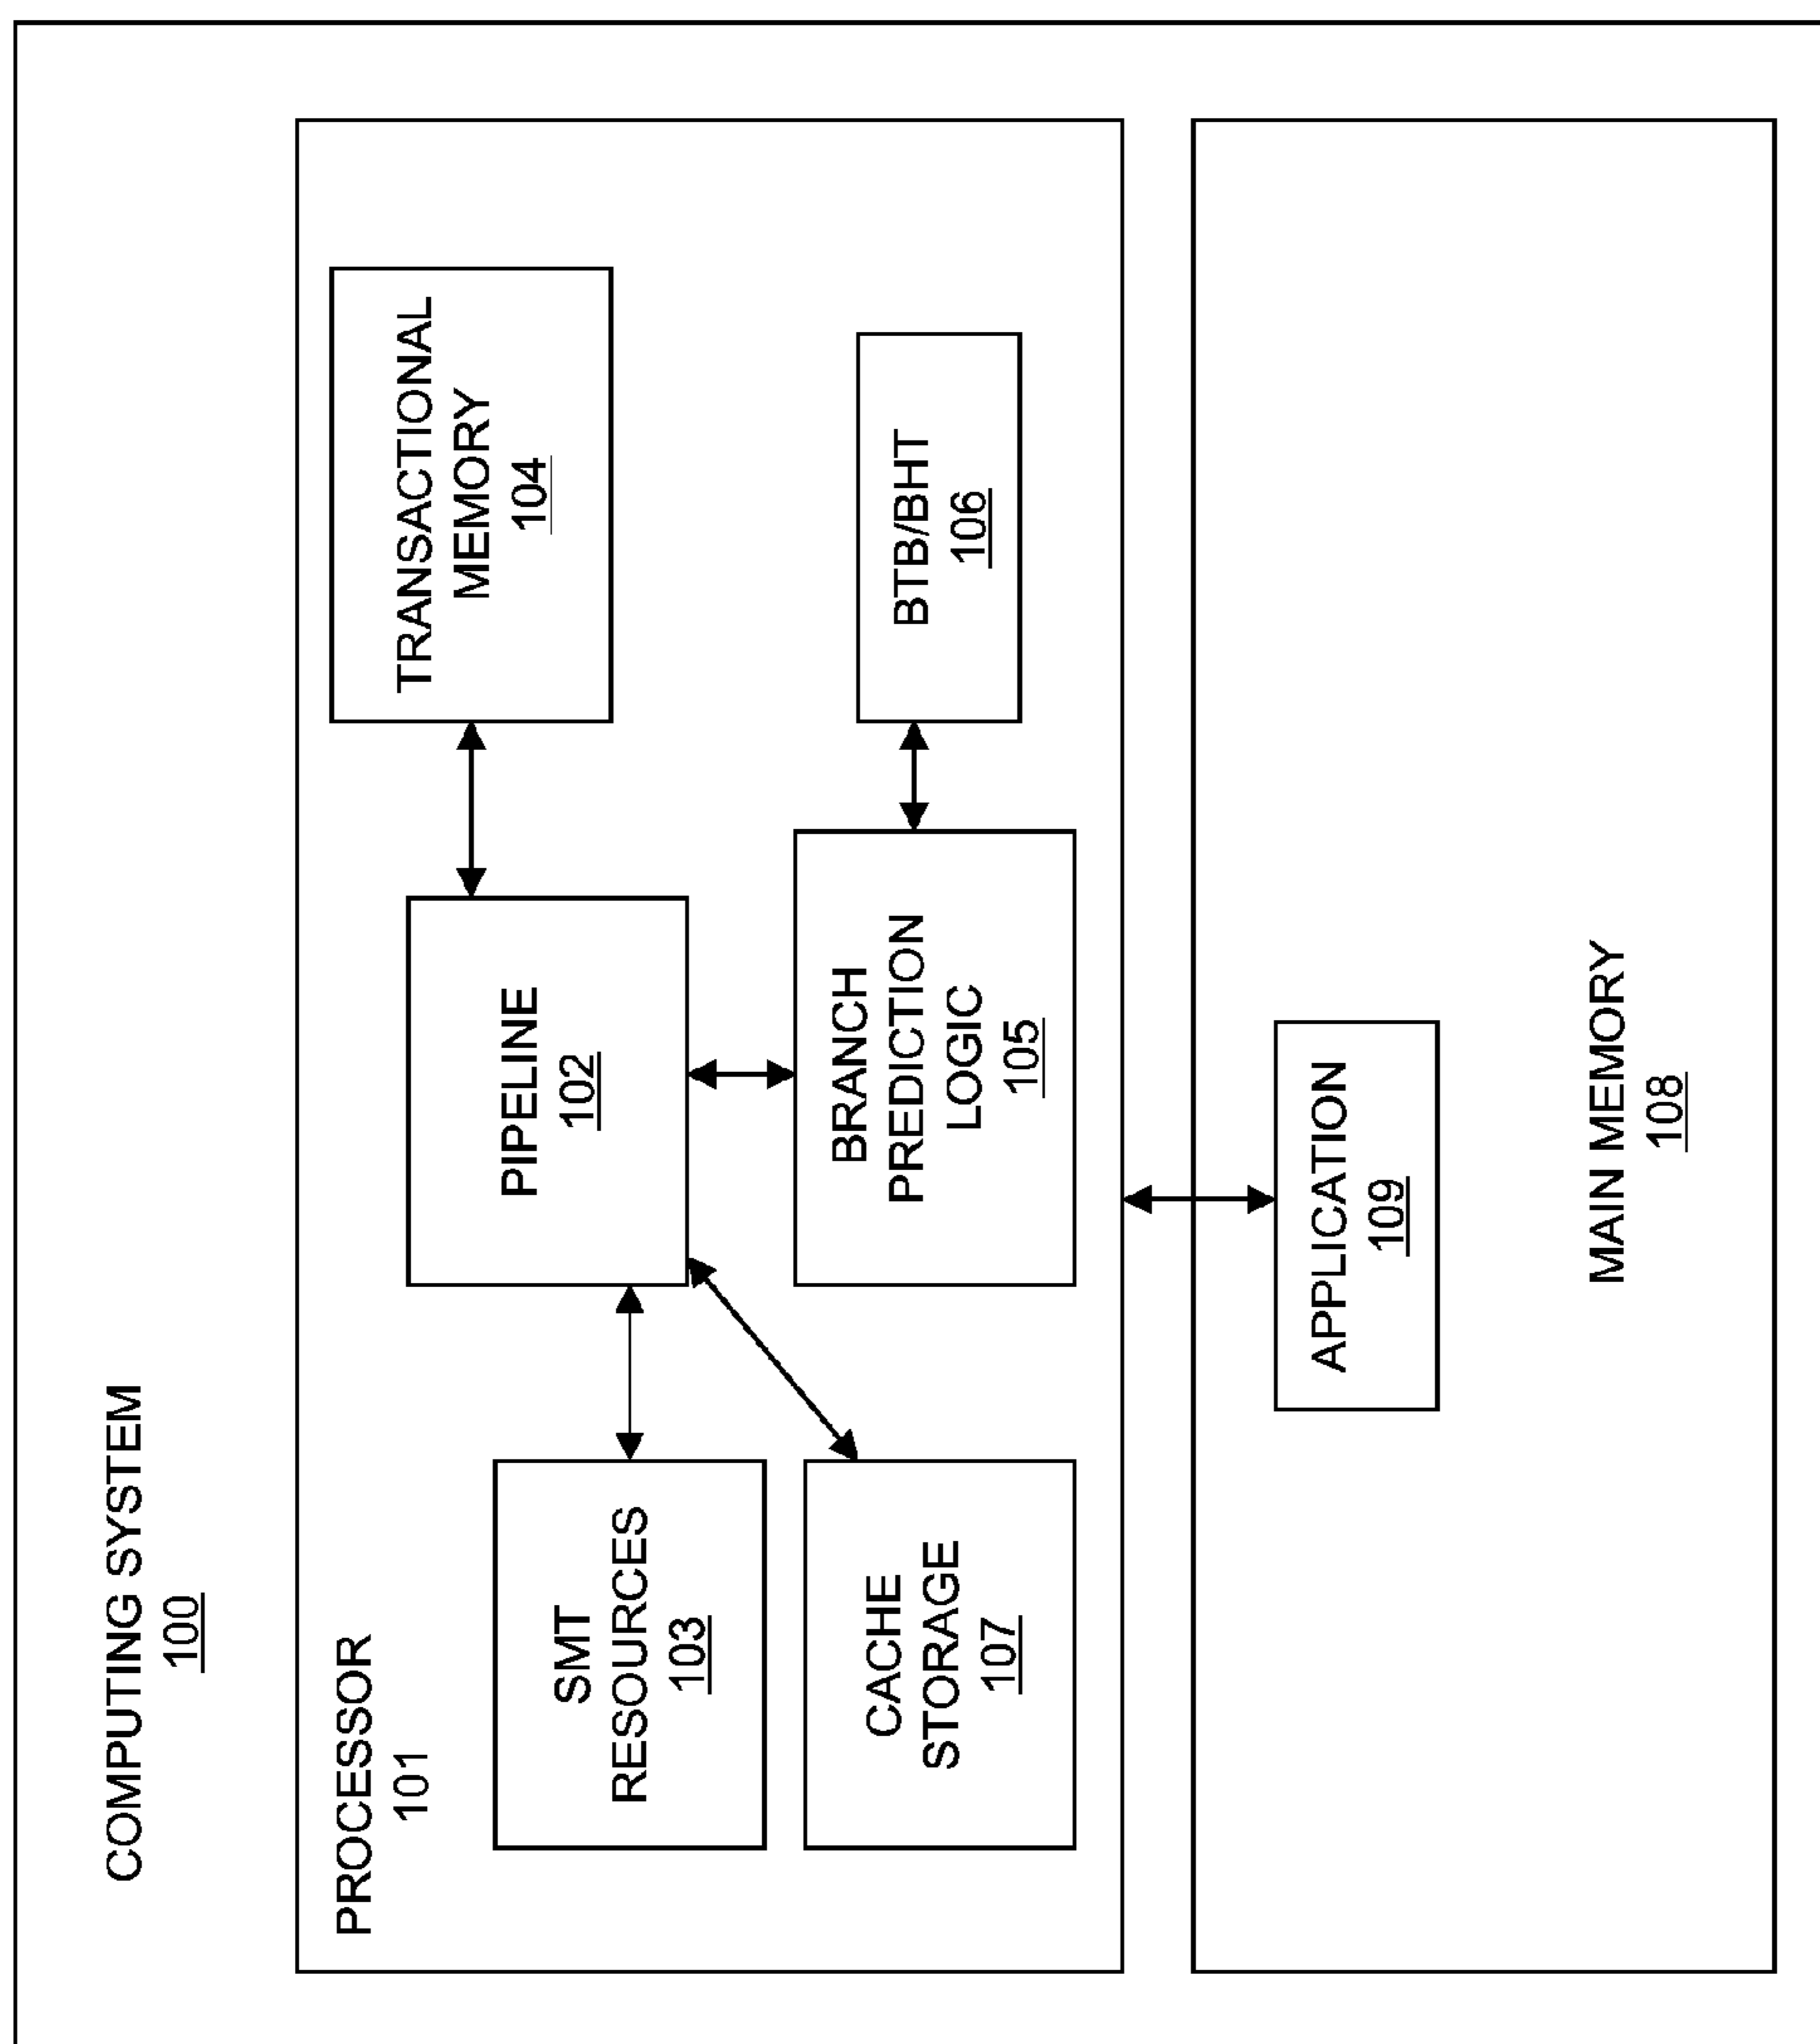 COMPUTING SYSTEM
100
PROCESSOR
101
SMT
RESOURCES
103
PIPELINE
102
TRANSACTIONAL
MEMORY
104
CACHE
STORAGE
107
BRANCH
PREDICTION
LOGIC
105
BTB/BHT
106
APPLICATION
109
MAIN MEMORY
108